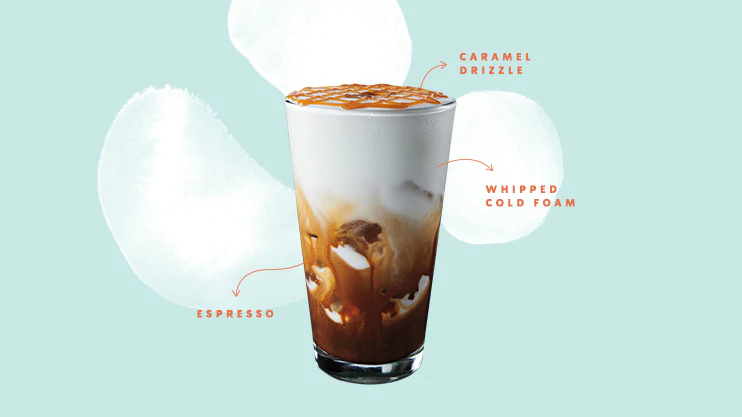 CARAMEL
DRIZZLE
WHIPPED
COLD FOAM
ESPRESSO